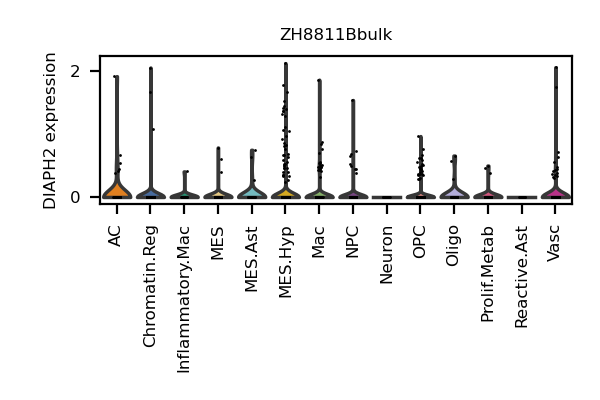 ZH8811Bbulk
DIAPH2 expression
2
0
AC
Chromatin.Reg
Inflammatory.Mac
MES
MES.Ast
MES.Hyp
Mac
NPC
Neuron
OPC
Oligo
Prolif.Metab
Reactive.Ast
Vasc